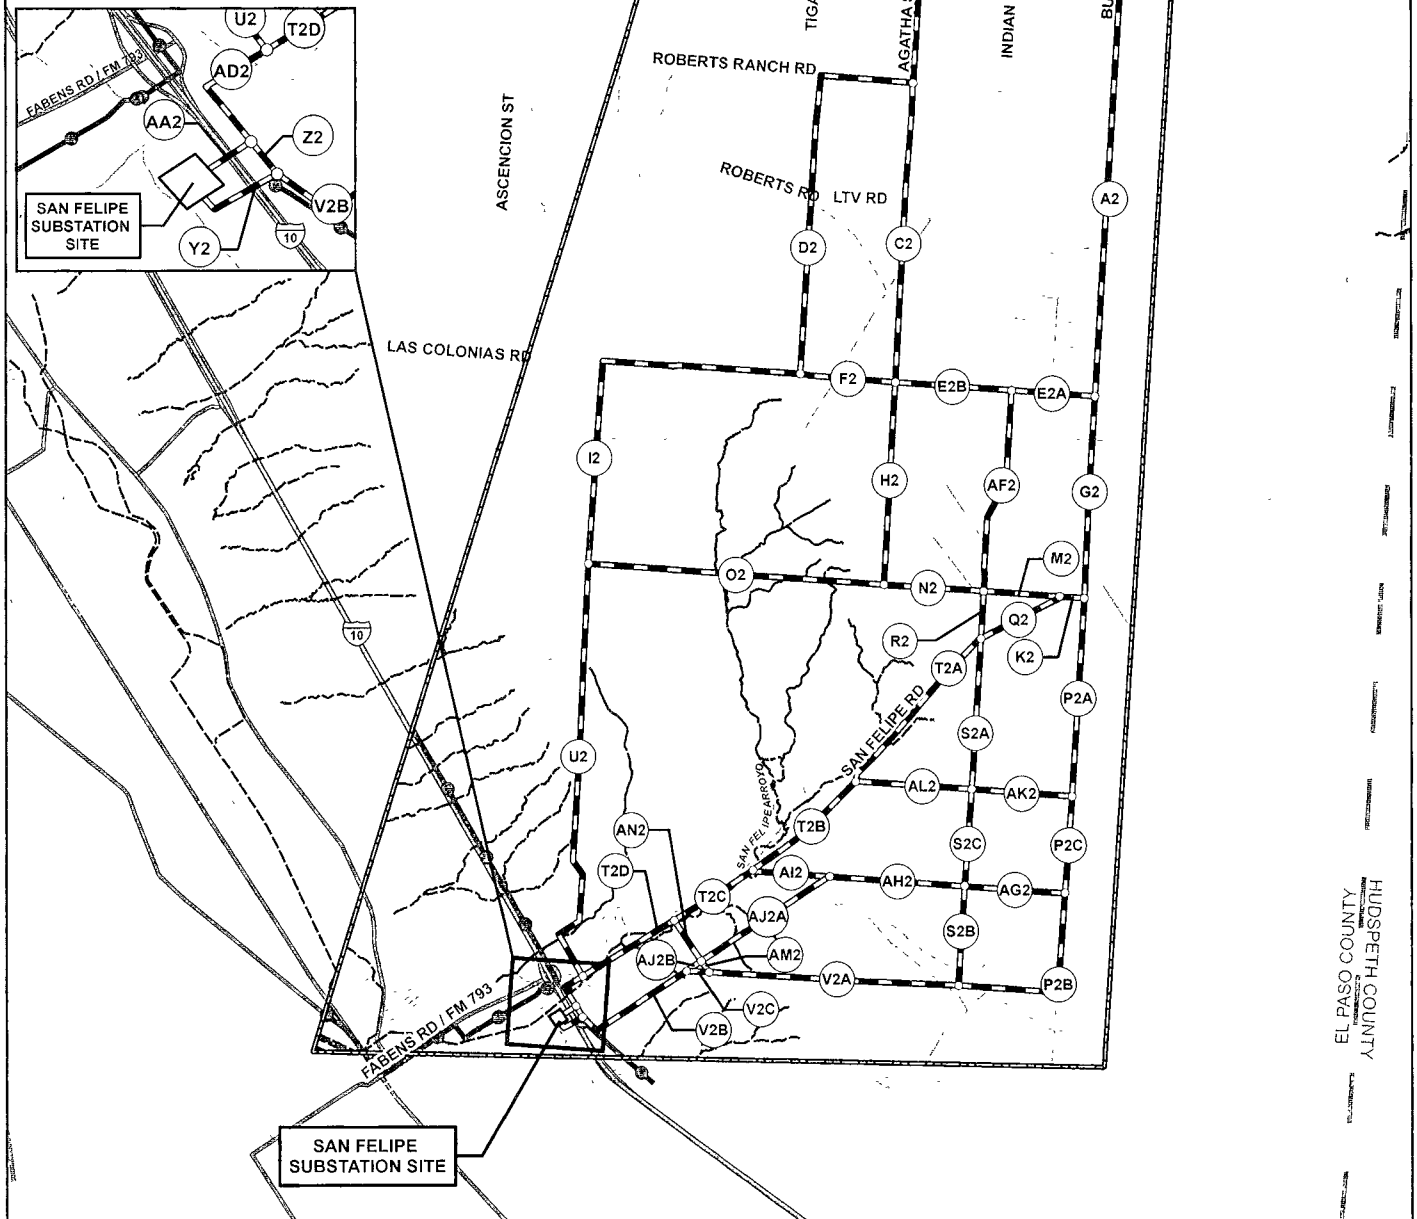 U2
T2D
AD2
FABENS RD / FM 793
AA2
Z2
SAN FELIPE
SUBSTATION
SITE
V2B
Y2
10
ASCENCION ST
LAS COLONIAS RD
ROBERTS RANCH RD
AGATHA
INDIAN
ROBERTS RD
LTV RD
A2
D2
C2
F2
E2B
E2A
I2
H2
AF2
G2
M2
O2
N2
Q2
R2
K2
T2A
10
P2A
SAN FELIPE RD
S2A
U2
AL2
AK2
SAN FELIPE ARROYO
AN2
T2B
S2C
P2C
T2D
AI2
AH2
AG2
T2C
AJ2A
S2B
AJ2B
AM2
V2A
P2B
V2C
V2B
FABENS RD / FM 793
HUDSPETH COUNTY
EL PASO COUNTY
SAN FELIPE
SUBSTATION SITE